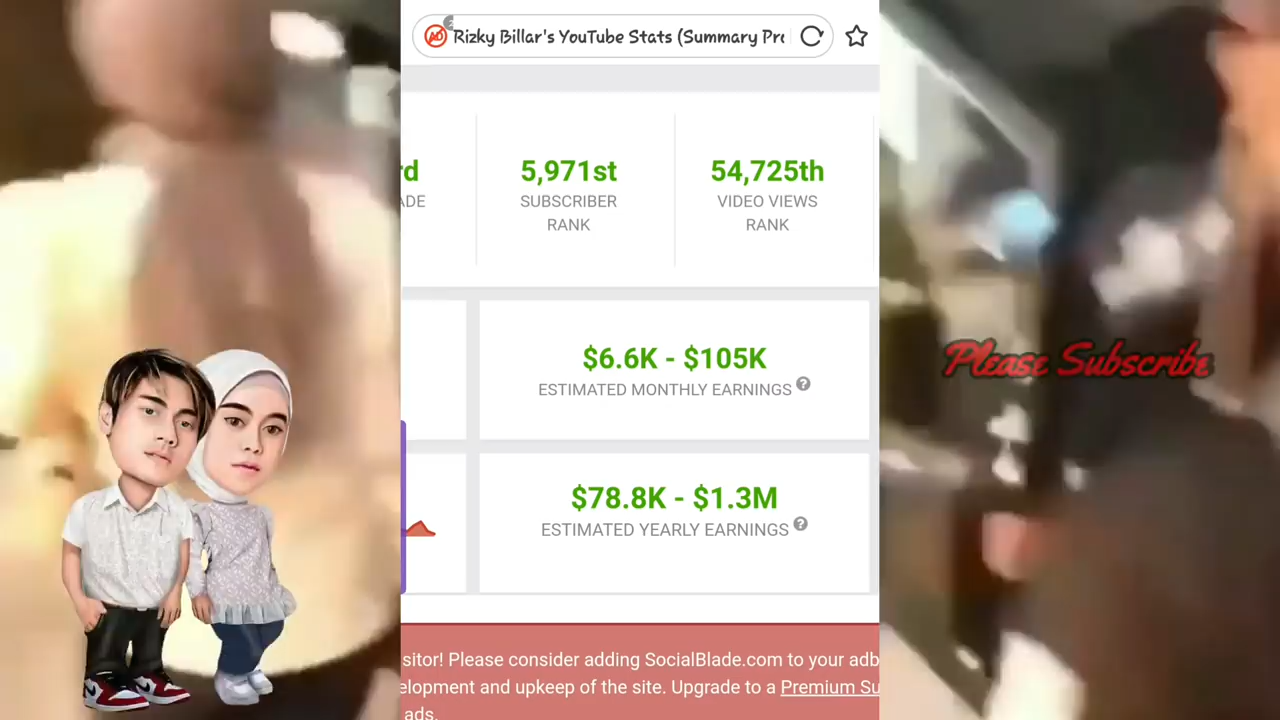 Rizky Billar's YouTube Stats (Summary Pr
rd
5,971st
54,725th
ADE
SUBSCRIBER
RANK
VIDEO VIEWS
RANK
$6.6K - $105K
ESTIMATED MONTHLY EARNINGS ?
$78.8K - $1.3M
ESTIMATED YEARLY EARNINGS ?
sitor! Please consider adding SocialBlade.com to your adb
elopment and upkeep of the site. Upgrade to a Premium Su
ads.
Please Subscribe